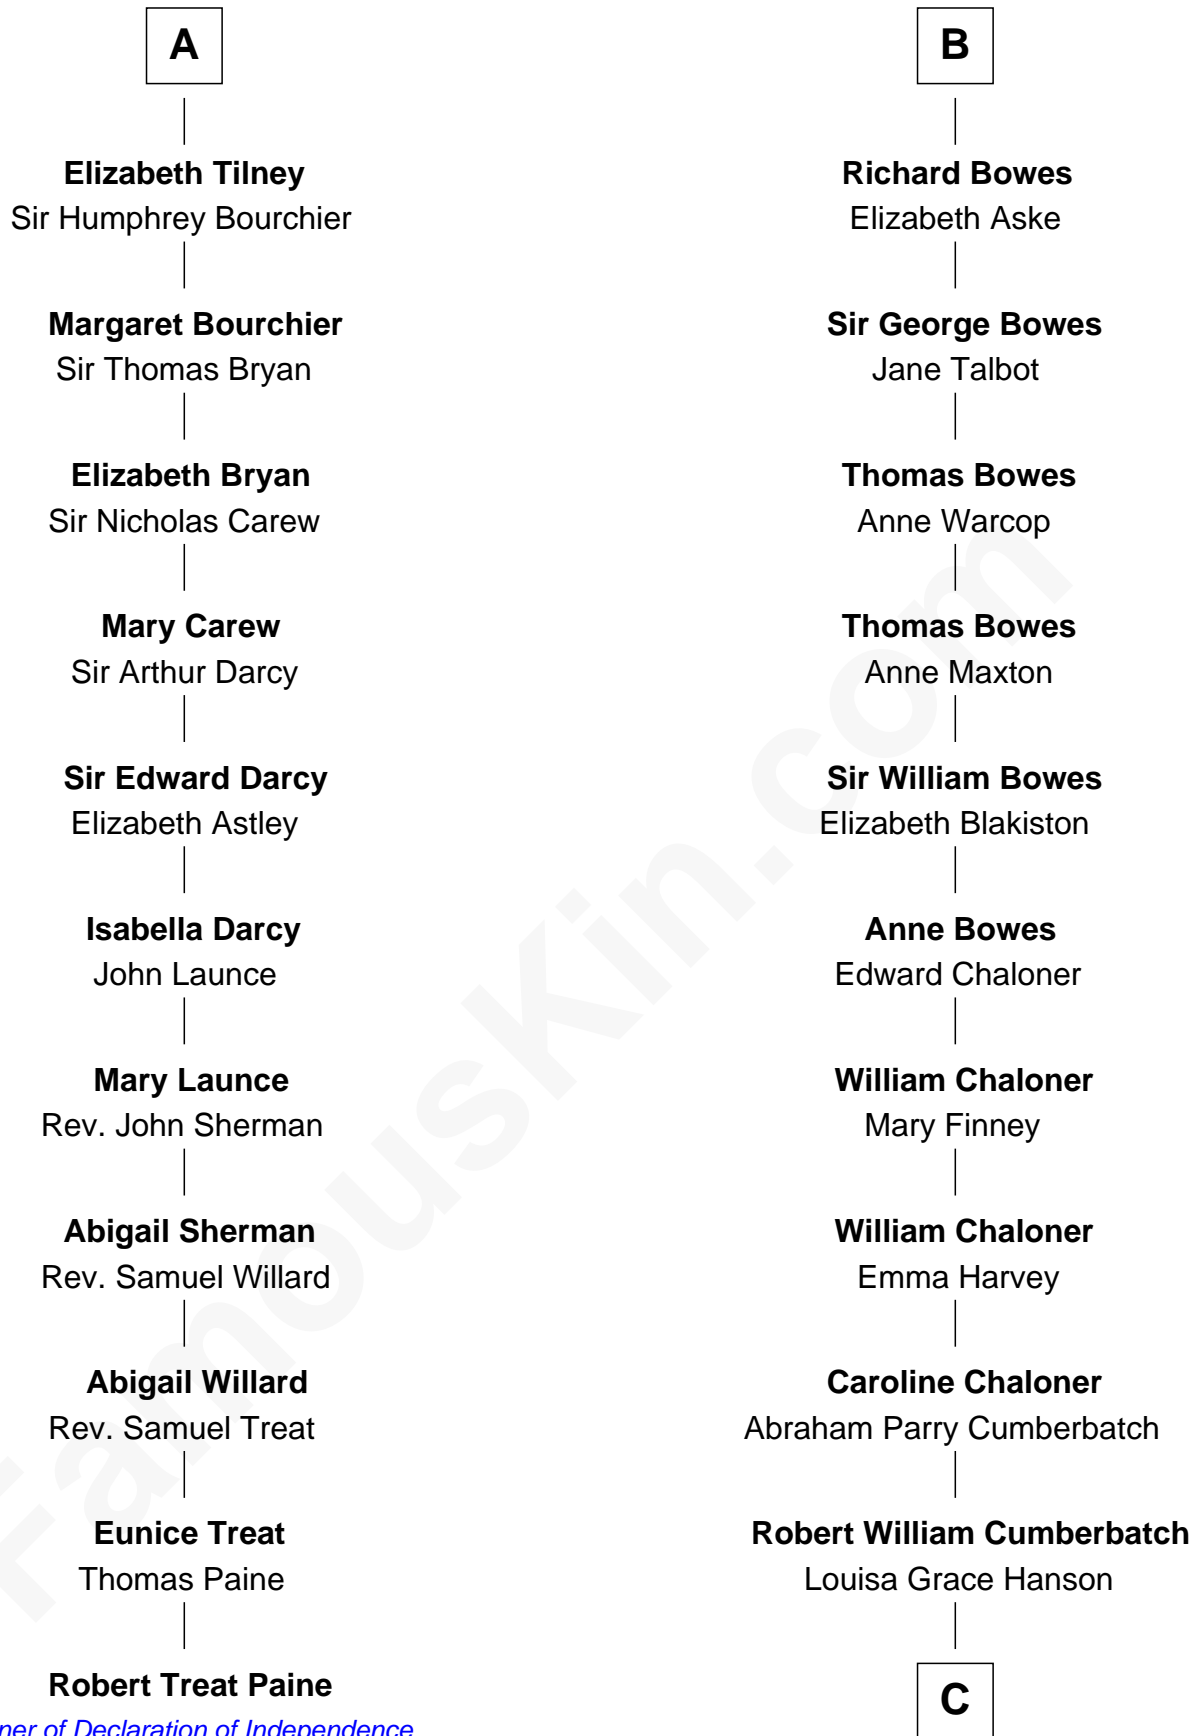 A
Elizabeth Tilney
Sir Humphrey Bourchier
Margaret Bourchier
Sir Thomas Bryan
Elizabeth Bryan
Sir Nicholas Carew
Mary Carew
Sir Arthur Darcy
Sir Edward Darcy
Elizabeth Astley
Isabella Darcy
John Launce
Mary Launce
Rev. John Sherman
Abigail Sherman
Rev. Samuel Willard
Abigail Willard
Rev. Samuel Treat
Eunice Treat
Thomas Paine
Robert Treat Paine
ner of Declaration of Independence
B
Richard Bowes
Elizabeth Aske
Sir George Bowes
Jane Talbot
Thomas Bowes
Anne Warcop
Thomas Bowes
Anne Maxton
Sir William Bowes
Elizabeth Blakiston
Anne Bowes
Edward Chaloner
William Chaloner
Mary Finney
William Chaloner
Emma Harvey
Caroline Chaloner
Abraham Parry Cumberbatch
Robert William Cumberbatch
Louisa Grace Hanson
C
FamousKin.com